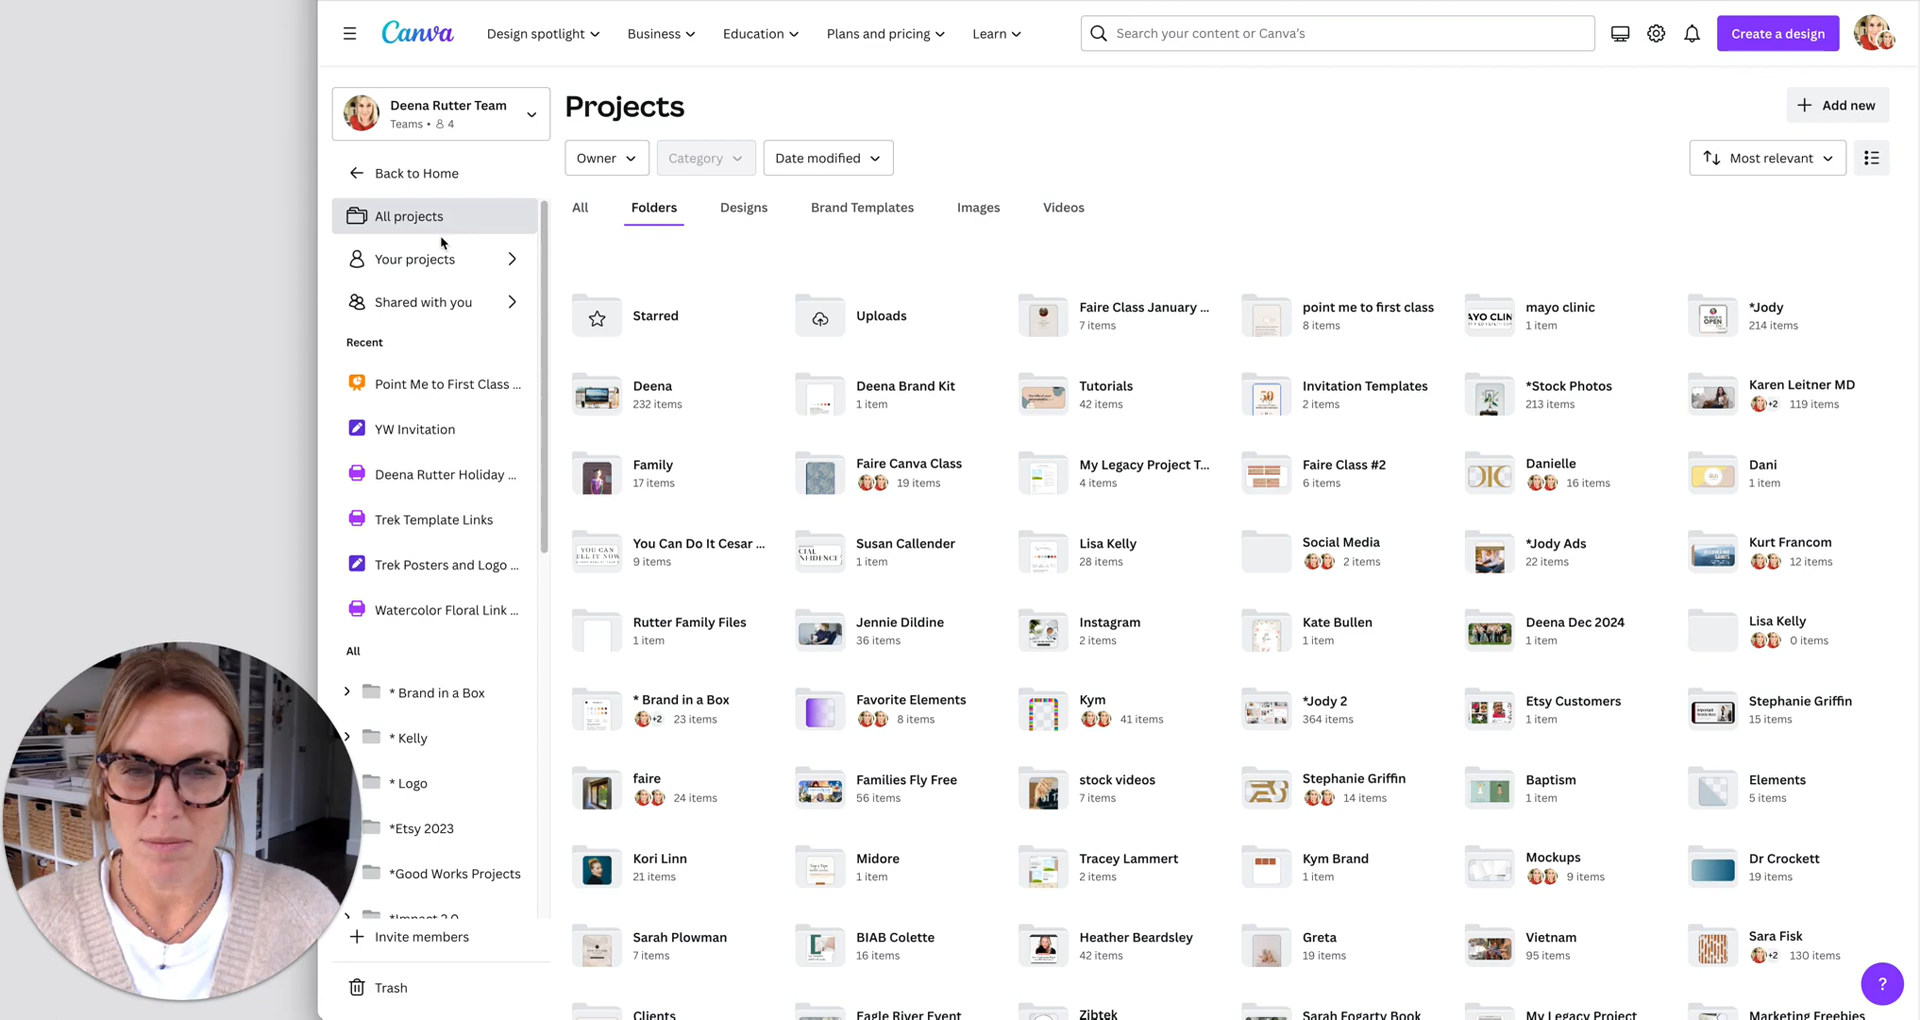 Canva
Design spotlight
Business
Education
Plans and pricing
Learn
Search your content or Canva's
Create a design
Deena Rutter Team
Teams • 4
Projects
Add new
Owner
Category
Date modified
Most relevant
Back to Home
All projects
Your projects
Shared with you
Recent
Point Me to First Class ...
YW Invitation
Deena Rutter Holiday ...
Trek Template Links
Trek Posters and Logo ...
Watercolor Floral Link ...
All
* Brand in a Box
* Kelly
* Logo
*Etsy 2023
*Good Works Projects
*Impact 2.0
Invite members
Trash
All
Folders
Designs
Brand Templates
Images
Videos
Starred
Uploads
Faire Class January ...
7 items
point me to first class
8 items
AYO CLIN
mayo clinic
1 item
OPEN
*Jody
214 items
Deena
232 items
Deena Brand Kit
1 item
Tutorials
42 items
50
Invitation Templates
2 items
*Stock Photos
213 items
Karen Leitner MD
+2 119 items
Family
17 items
Faire Canva Class
19 items
My Legacy Project T...
4 items
Faire Class #2
6 items
Danielle
16 items
Dani
1 item
YOU CAN
You Can Do It Cesar ...
9 items
Susan Callender
1 item
Lisa Kelly
28 items
Social Media
2 items
*Jody Ads
22 items
Kurt Francom
12 items
Rutter Family Files
1 item
Jennie Dildine
36 items
Instagram
2 items
Kate Bullen
1 item
Deena Dec 2024
1 item
Lisa Kelly
0 items
* Brand in a Box
+2 23 items
Favorite Elements
8 items
Kym
41 items
*Jody 2
364 items
Etsy Customers
1 item
Stephanie Griffin
15 items
faire
24 items
Families Fly Free
56 items
stock videos
7 items
Stephanie Griffin
14 items
Baptism
1 item
Elements
5 items
Kori Linn
21 items
Midore
1 item
Tracey Lammert
2 items
Kym Brand
1 item
Mockups
9 items
Dr Crockett
19 items
Sarah Plowman
7 items
BIAB Colette
16 items
Heather Beardsley
42 items
Greta
19 items
Vietnam
95 items
Sara Fisk
+2 130 items
Clients
Eagle River Event
Zibtek
Sarah Fogarty Book
My Legacy Project
Marketing Freebies
?